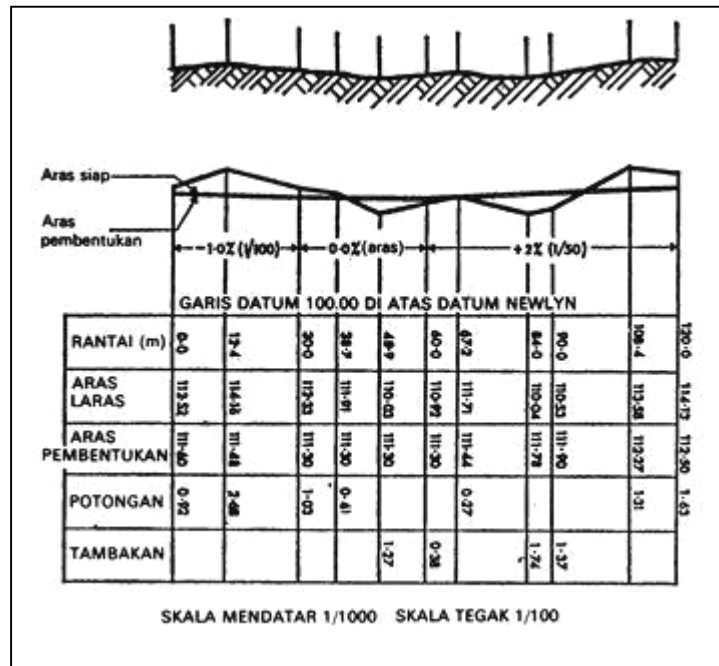 Aras siap
Aras
pembentukan
-1·0% (1/100)
0·0% (aras)
+2% (1/50)
GARIS DATUM 100.00 DI ATAS DATUM NEWLYN
RANTAI (m) 0·0 30·0 38·7 48·9 60·0 67·2 84·0 90·0 108·4 120·0
ARAS
LARAS 112·52 114·16 112·33 111·91 110·03 110·92 111·71 110·04 110·53 113·58 114·13
ARAS
PEMBENTUKAN 111·60 111·48 111·30 111·30 111·30 111·30 111·44 111·78 111·90 112·27 112·50
POTONGAN 0·92 2·68 1·03 0·61 0·27 1·31 1·63
TAMBAKAN 1·27 0·38 1·74 1·37
SKALA MENDATAR 1/1000 SKALA TEGAK 1/100